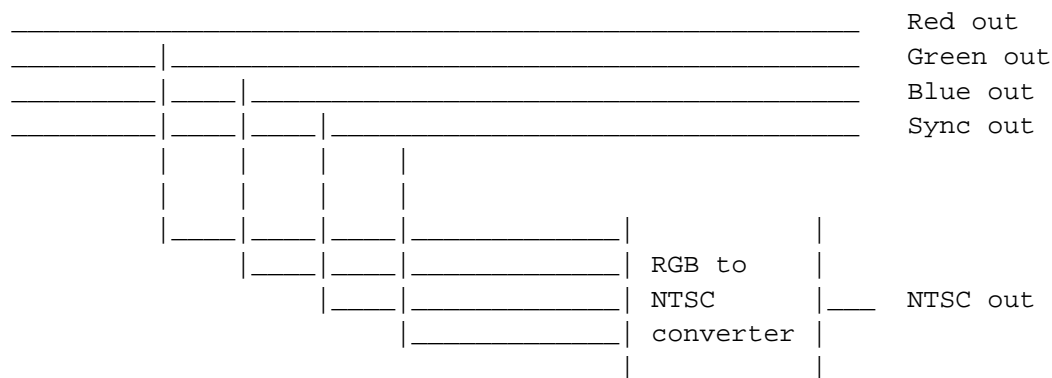 Red out
Green out
Blue out
Sync out
RGB to
NTSC
NTSC out
converter